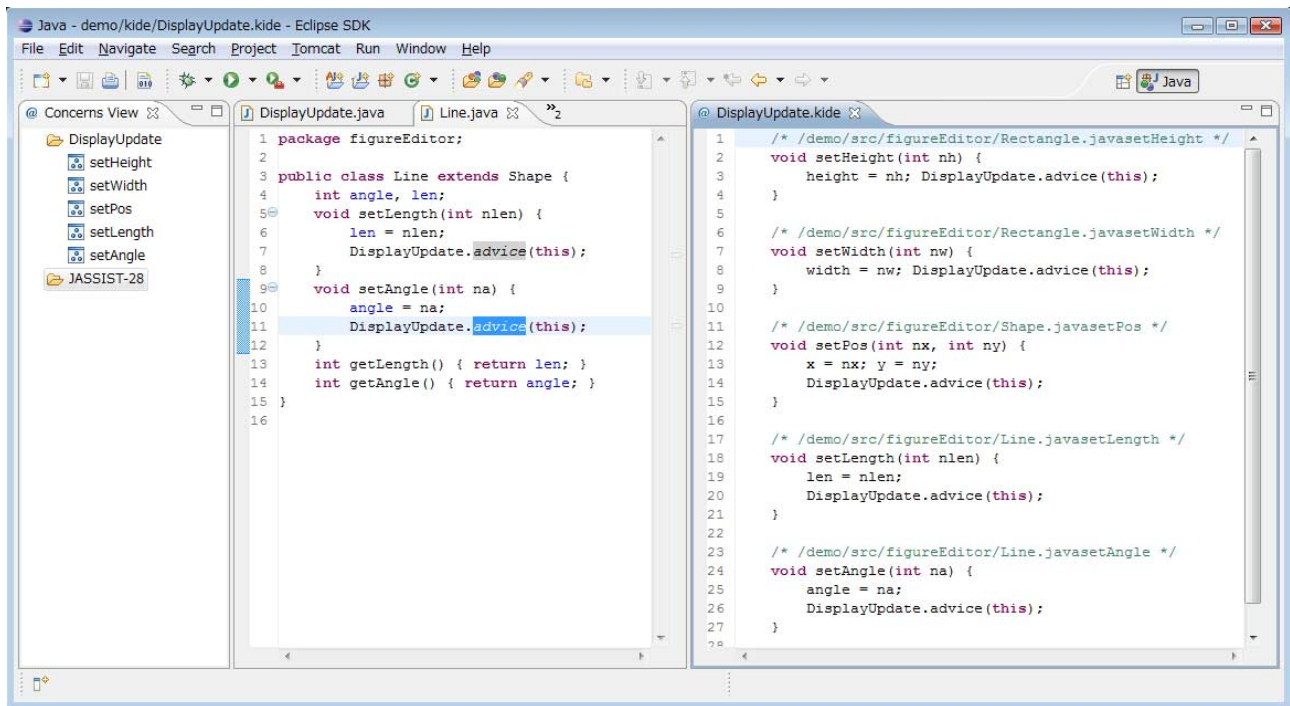 Java - demo/kide/DisplayUpdate.kide - Eclipse SDK
File Edit Navigate Search Project Tomcat Run Window Help
Java
Concerns View
DisplayUpdate
setHeight
setWidth
setPos
setLength
setAngle
JASSIST-28
DisplayUpdate.java
Line.java
»2
1 package figureEditor;
2
3 public class Line extends Shape {
4     int angle, len;
5     void setLength(int nlen) {
6         len = nlen;
7         DisplayUpdate.advice(this);
8     }
9     void setAngle(int na) {
10         angle = na;
11         DisplayUpdate.advice(this);
12     }
13     int getLength() { return len; }
14     int getAngle() { return angle; }
15 }
16
DisplayUpdate.kide
1     /* /demo/src/figureEditor/Rectangle.javasetHeight */
2     void setHeight(int nh) {
3         height = nh; DisplayUpdate.advice(this);
4     }
5
6     /* /demo/src/figureEditor/Rectangle.javasetWidth */
7     void setWidth(int nw) {
8         width = nw; DisplayUpdate.advice(this);
9     }
10
11     /* /demo/src/figureEditor/Shape.javasetPos */
12     void setPos(int nx, int ny) {
13         x = nx; y = ny;
14         DisplayUpdate.advice(this);
15     }
16
17     /* /demo/src/figureEditor/Line.javasetLength */
18     void setLength(int nlen) {
19         len = nlen;
20         DisplayUpdate.advice(this);
21     }
22
23     /* /demo/src/figureEditor/Line.javasetAngle */
24     void setAngle(int na) {
25         angle = na;
26         DisplayUpdate.advice(this);
27     }
28